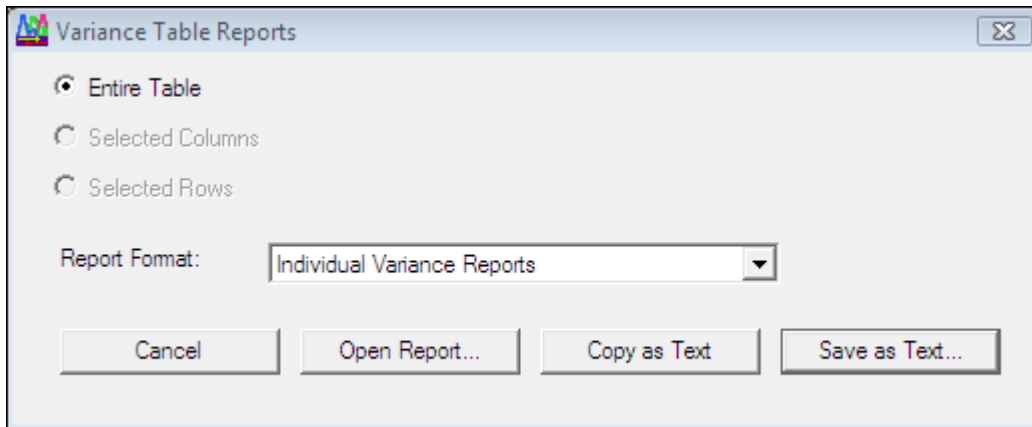 Variance Table Reports
Entire Table
Selected Columns
Selected Rows
Report Format: Individual Variance Reports
Cancel Open Report... Copy as Text Save as Text...